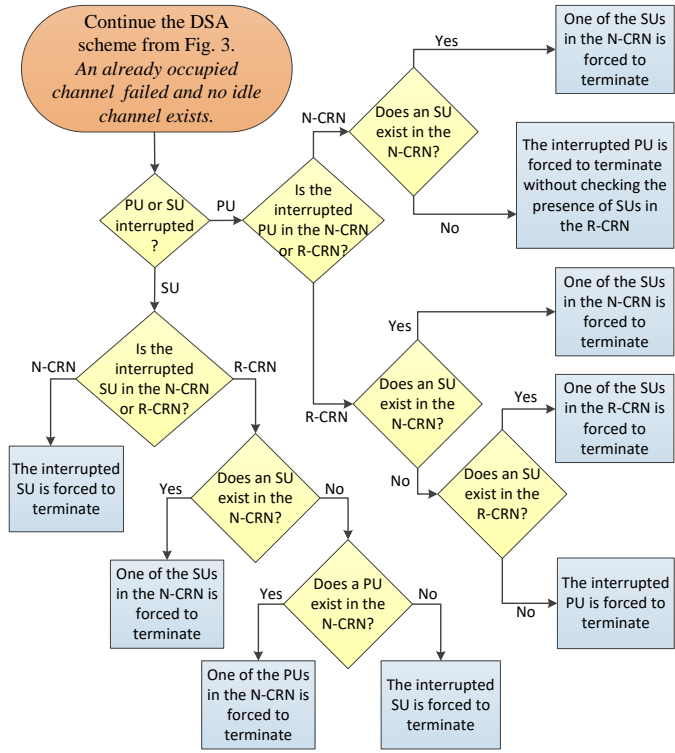 Continue the DSA
scheme from Fig. 3.
An already occupied
channel failed and no idle
channel exists.
PU or SU
interrupted
?
PU
SU
Is the
interrupted
PU in the N-CRN
or R-CRN?
N-CRN
R-CRN
Does an SU
exist in the
N-CRN?
Yes
No
One of the SUs
in the N-CRN is
forced to
terminate
The interrupted PU is
forced to terminate
without checking the
presence of SUs in
the R-CRN
Does an SU
exist in the
N-CRN?
Yes
No
One of the SUs
in the N-CRN is
forced to
terminate
Does an SU
exist in the
R-CRN?
Yes
No
One of the SUs
in the R-CRN is
forced to
terminate
The interrupted
PU is forced to
terminate
Is the
interrupted
SU in the N-CRN
or R-CRN?
N-CRN
R-CRN
The interrupted
SU is forced to
terminate
Does an SU
exist in the
N-CRN?
Yes
No
One of the SUs
in the N-CRN is
forced to
terminate
Does a PU
exist in the
N-CRN?
Yes
No
One of the PUs
in the N-CRN is
forced to
terminate
The interrupted
SU is forced to
terminate